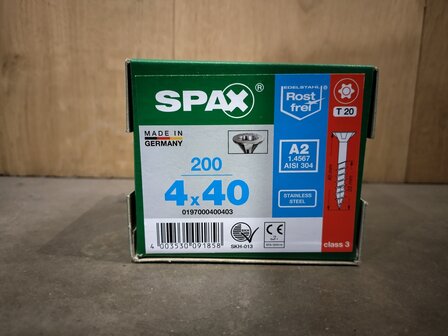 SPAX®
EDELSTAHL
Rost
frei
®
T 20
MADE IN
GERMANY
A2
1.4567
AISI 304
200
4x40
0197000400403
STAINLESS
STEEL
4 003530 091858
SKH-013
CE
class 3